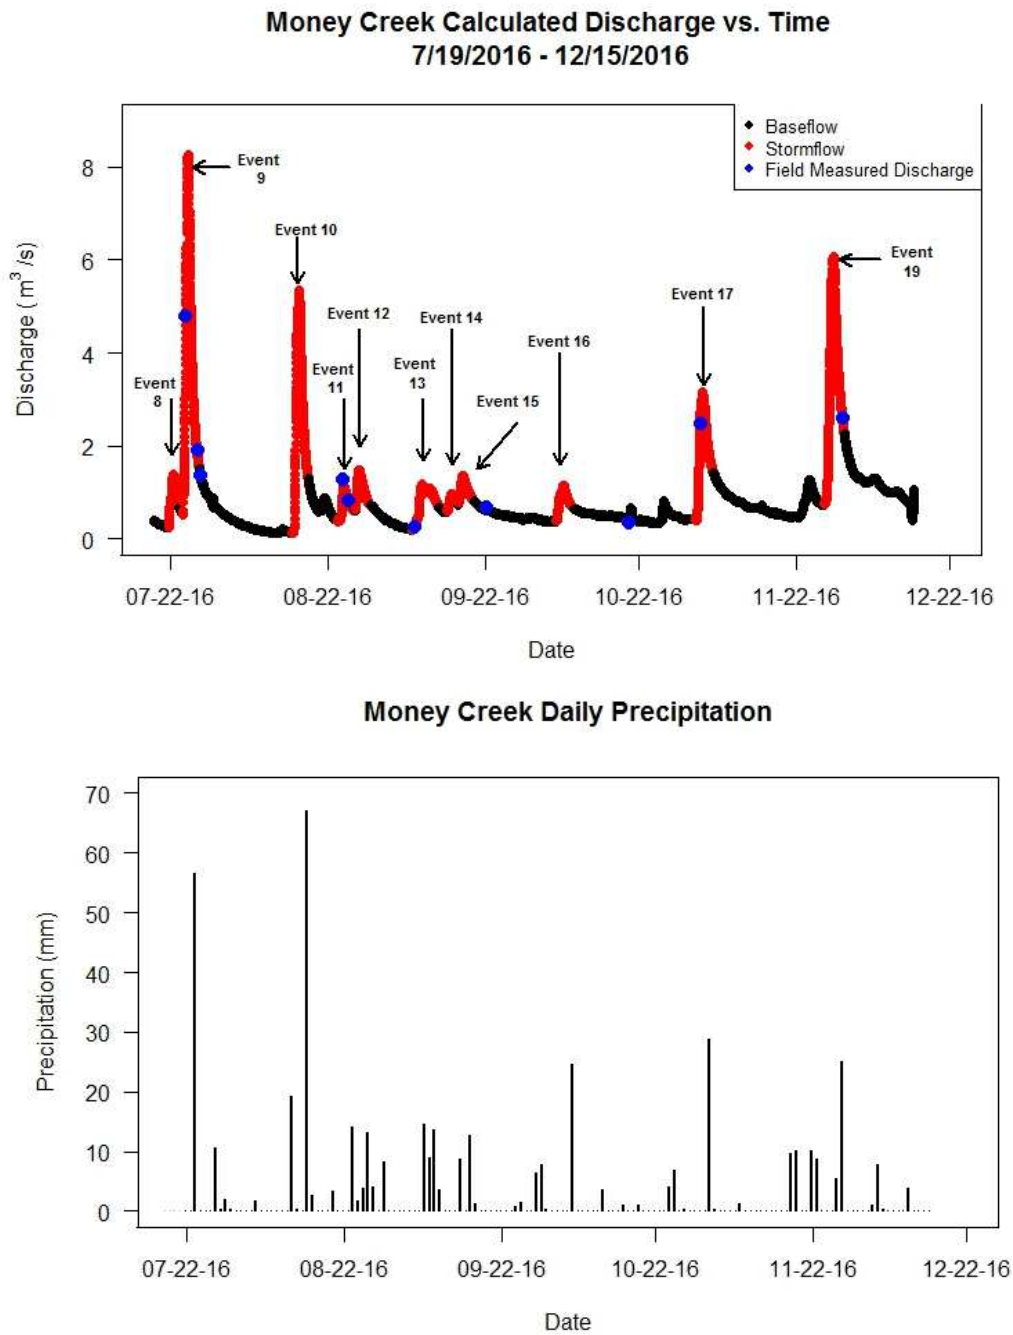 Money Creek Calculated Discharge vs. Time
7/19/2016 - 12/15/2016
Baseflow
Stormflow
Field Measured Discharge
Event
9
Event 10
Event
19
Event 17
Event 12
Event 14
Event 16
Event
11
Event
13
Event
8
Event 15
8
6
4
2
0
Discharge ( m³ /s)
07-22-16
08-22-16
09-22-16
10-22-16
11-22-16
12-22-16
Date
Money Creek Daily Precipitation
70
60
50
40
30
20
10
0
Precipitation (mm)
07-22-16
08-22-16
09-22-16
10-22-16
11-22-16
12-22-16
Date